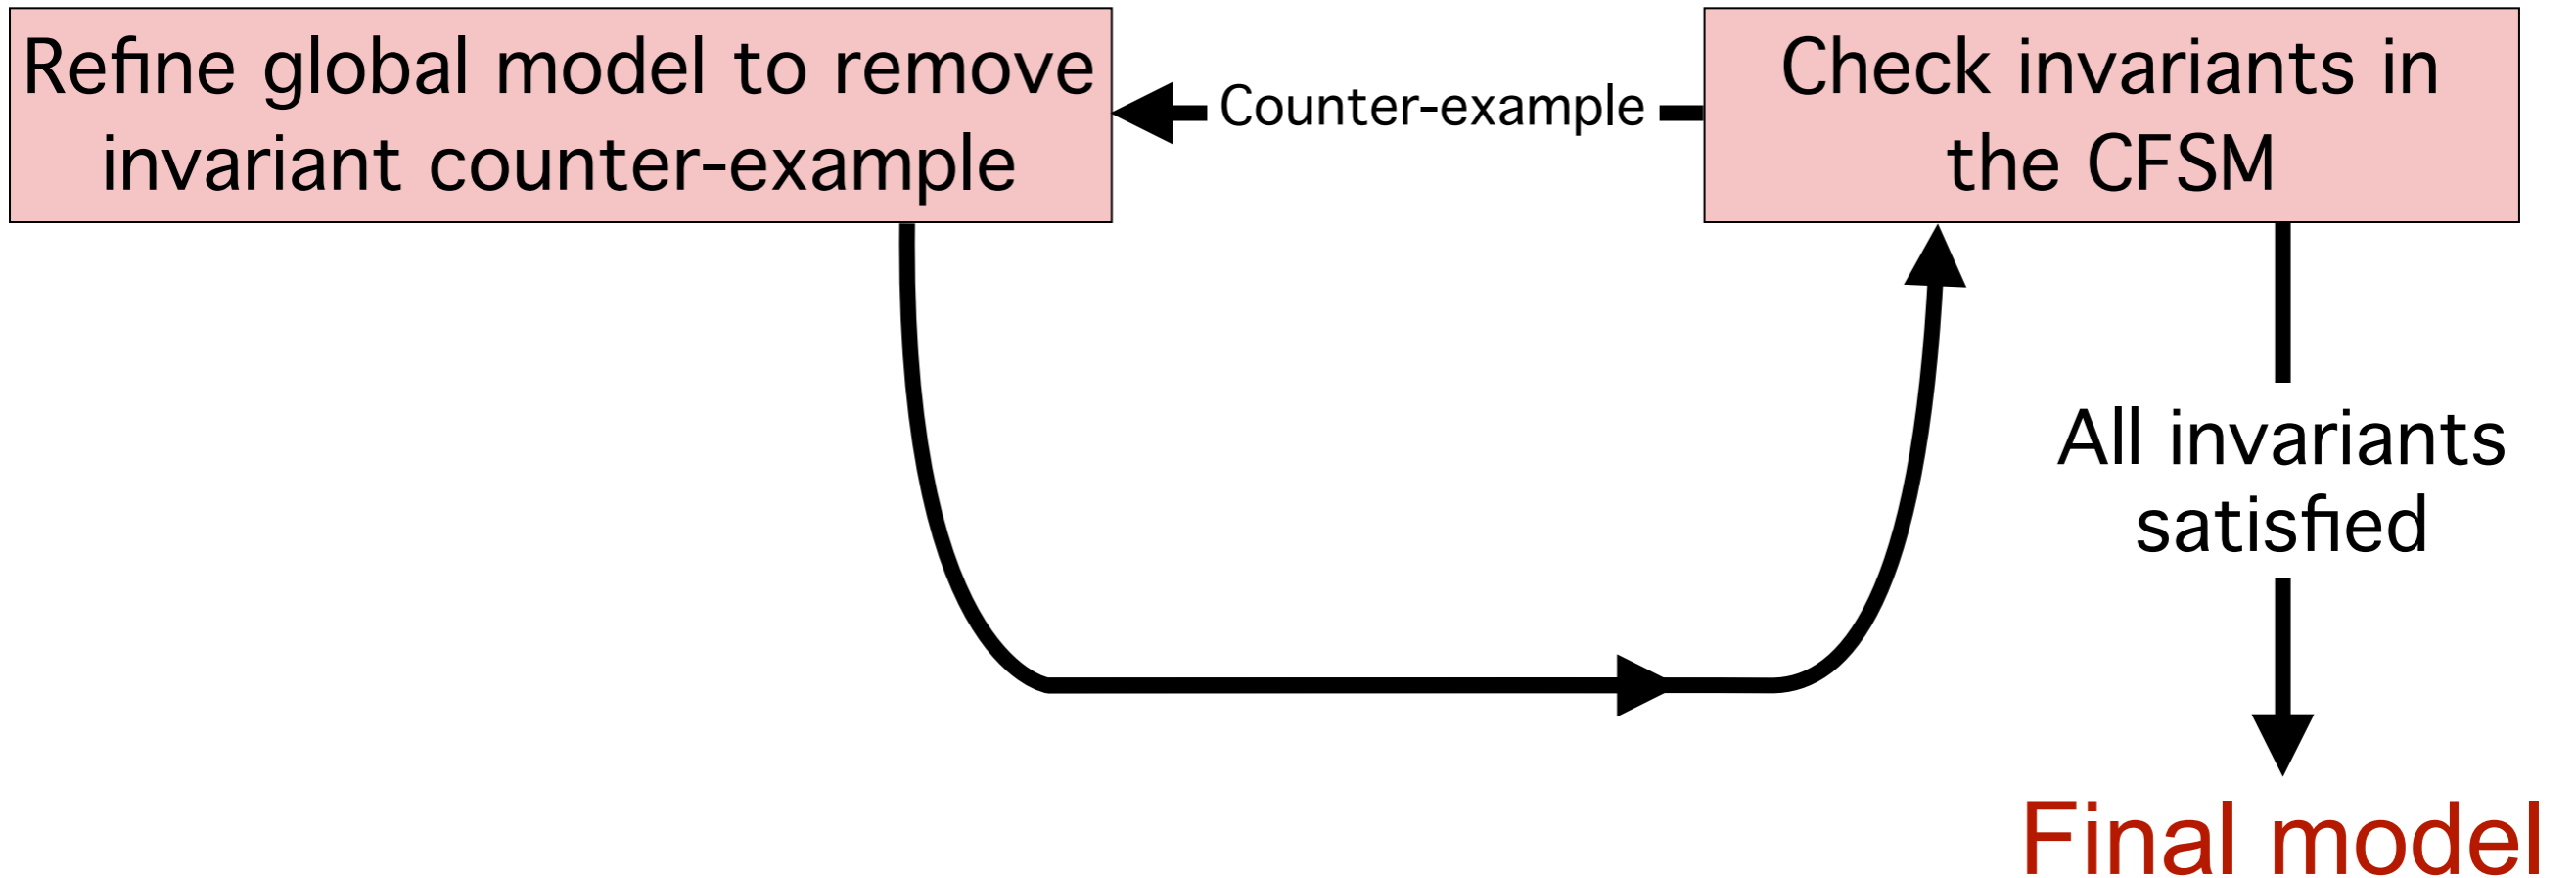 Refine global model to remove
invariant counter-example
Counter-example
Check invariants in
the CFSM
All invariants
satisfied
Final model